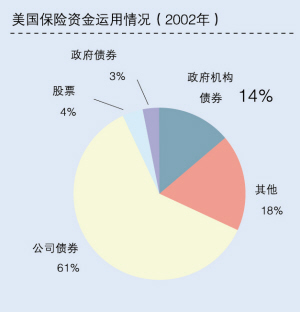 美国保险资金运用情况（2002年）
政府债券
3%
股票
4%
政府机构
债券 14%
其他
18%
公司债券
61%